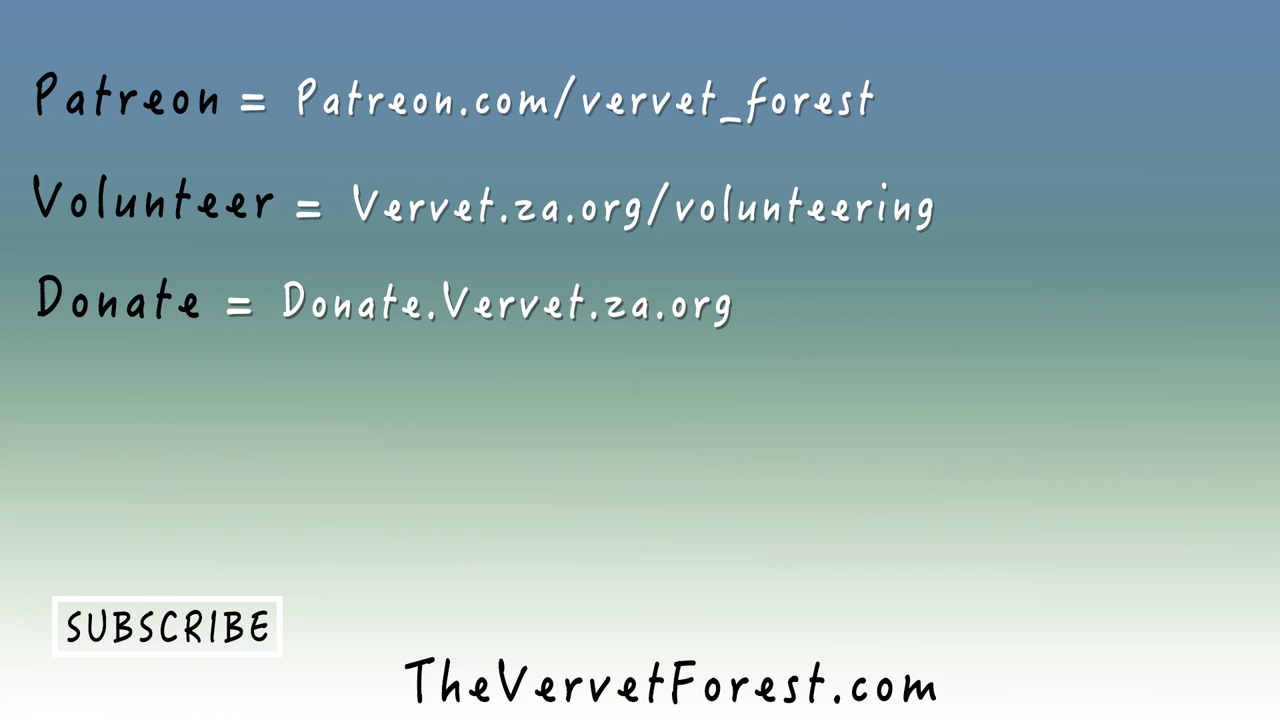 Patreon = Patreon.com/vervet_forest
Volunteer = Vervet.za.org/volunteering
Donate = Donate.Vervet.za.org
SUBSCRIBE
TheVervetForest.com